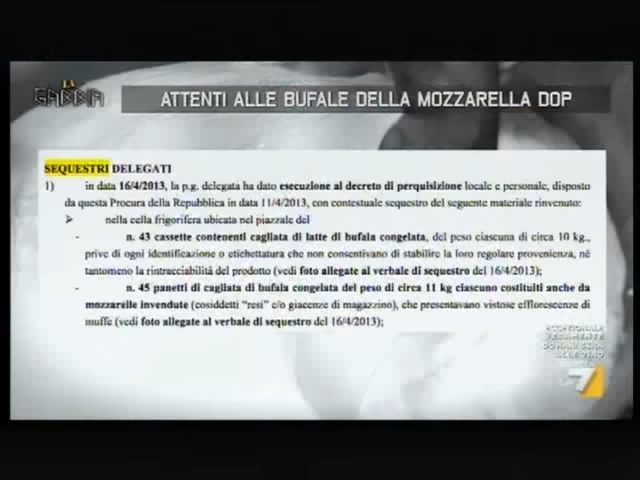 LA
GABBIA
ATTENTI ALLE BUFALE DELLA MOZZARELLA DOP
SEQUESTRI DELEGATI
1) in data 16/4/2013, la p.g. delegata ha dato esecuzione al decreto di perquisizione locale e personale, disposto
da questa Procura della Repubblica in data 11/4/2013, con contestuale sequestro del seguente materiale rinvenuto:
➢ nella cella frigorifera ubicata nel piazzale del
- n. 43 cassette contenenti cagliata di latte di bufala congelata, del peso ciascuna di circa 10 kg.,
prive di ogni identificazione o etichettatura che non consentivano di stabilire la loro regolare provenienza, né
tantomeno la rintracciabilità del prodotto (vedi foto allegate al verbale di sequestro del 16/4/2013);
- n. 45 panetti di cagliata di bufala congelata del peso di circa 11 kg ciascuno costituiti anche da
mozzarelle invendute (cosiddetti "resi" c/o giacenze di magazzino), che presentavano vistose efflorescenze di
muffe (vedi foto allegate al verbale di sequestro del 16/4/2013);
VERAMENTE
DOMANI SERA
ALLE 21.10
7